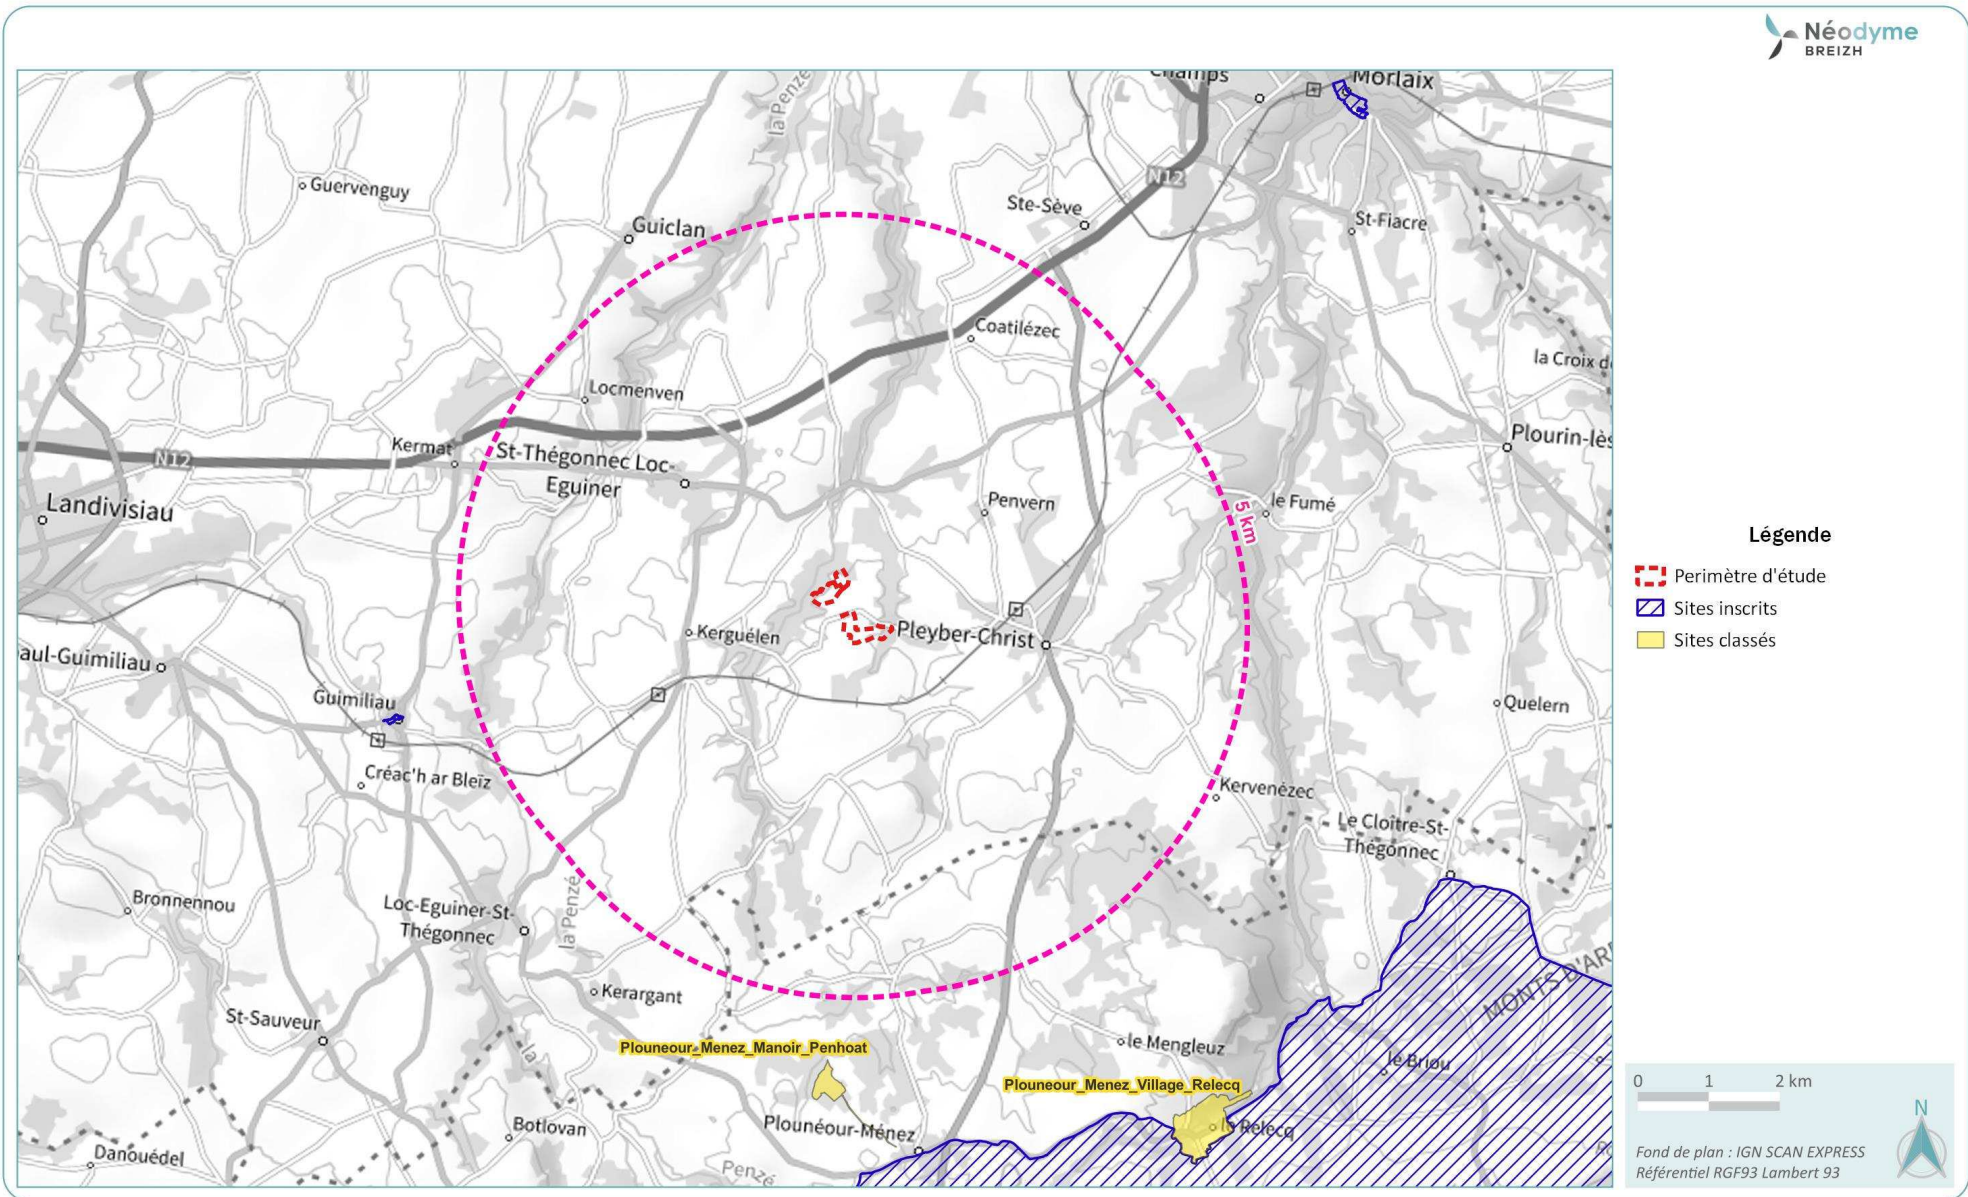 Néodyme
BREIZH
Champs
Morlaix
la Penzé
N12
Guervenguy
Ste-Sève
Guiclan
St-Fiacre
Coatilézec
la Croix d
Locmenven
Kermat
St-Thégonnec Loc-
Eguiner
Plourin-lès
N12
Landivisiau
Penvern
le Fumé
5 km
Légende
Perimètre d'étude
Sites inscrits
Sites classés
Kerguélen
Pleyber-Christ
aul-Guimiliau
Guimiliau
Quelern
Créac'h ar Bleïz
Kervenézec
Le Cloître-St-
Thégonnec
Bronnennou
Loc-Eguiner-St-
Thégonnec
la Penzé
MONTS D'AR
Kerargant
St-Sauveur
Plouneour_Menez_Manoir_Penhoat
le Mengleuz
la
le Briou
Plouneour_Menez_Village_Relecq
Botlovan
Plounéour-Ménez
le Relecq
Danouédel
Penzé
0 1 2 km
N
Fond de plan : IGN SCAN EXPRESS
Référentiel RGF93 Lambert 93